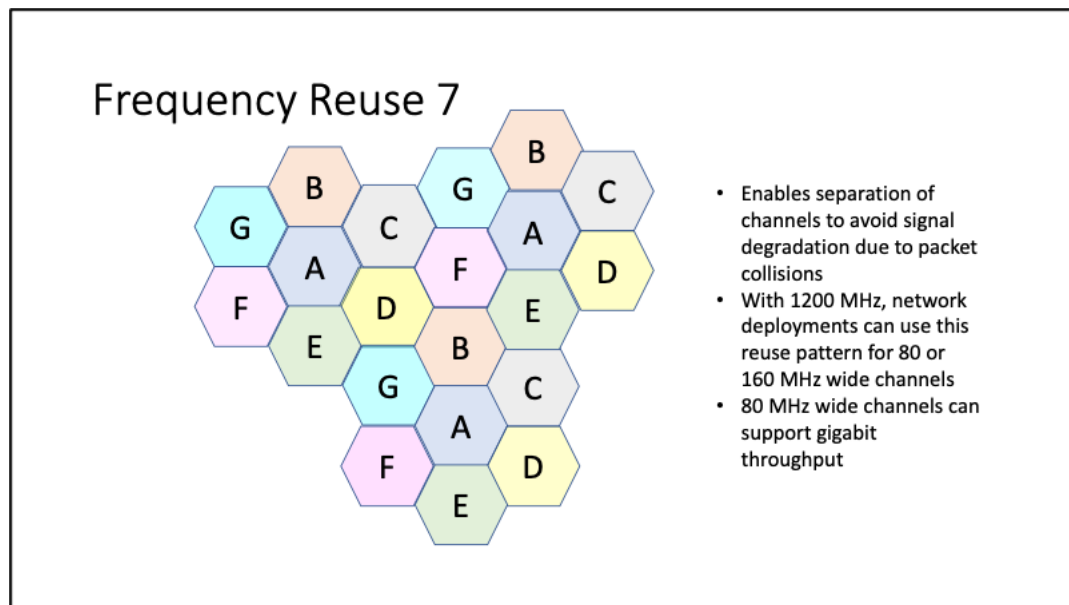 Frequency Reuse 7
B
G
C
A
F
D
E
G
B
C
A
F
D
E
B
G
C
A
F
D
E
• Enables separation of
channels to avoid signal
degradation due to packet
collisions
• With 1200 MHz, network
deployments can use this
reuse pattern for 80 or
160 MHz wide channels
• 80 MHz wide channels can
support gigabit
throughput